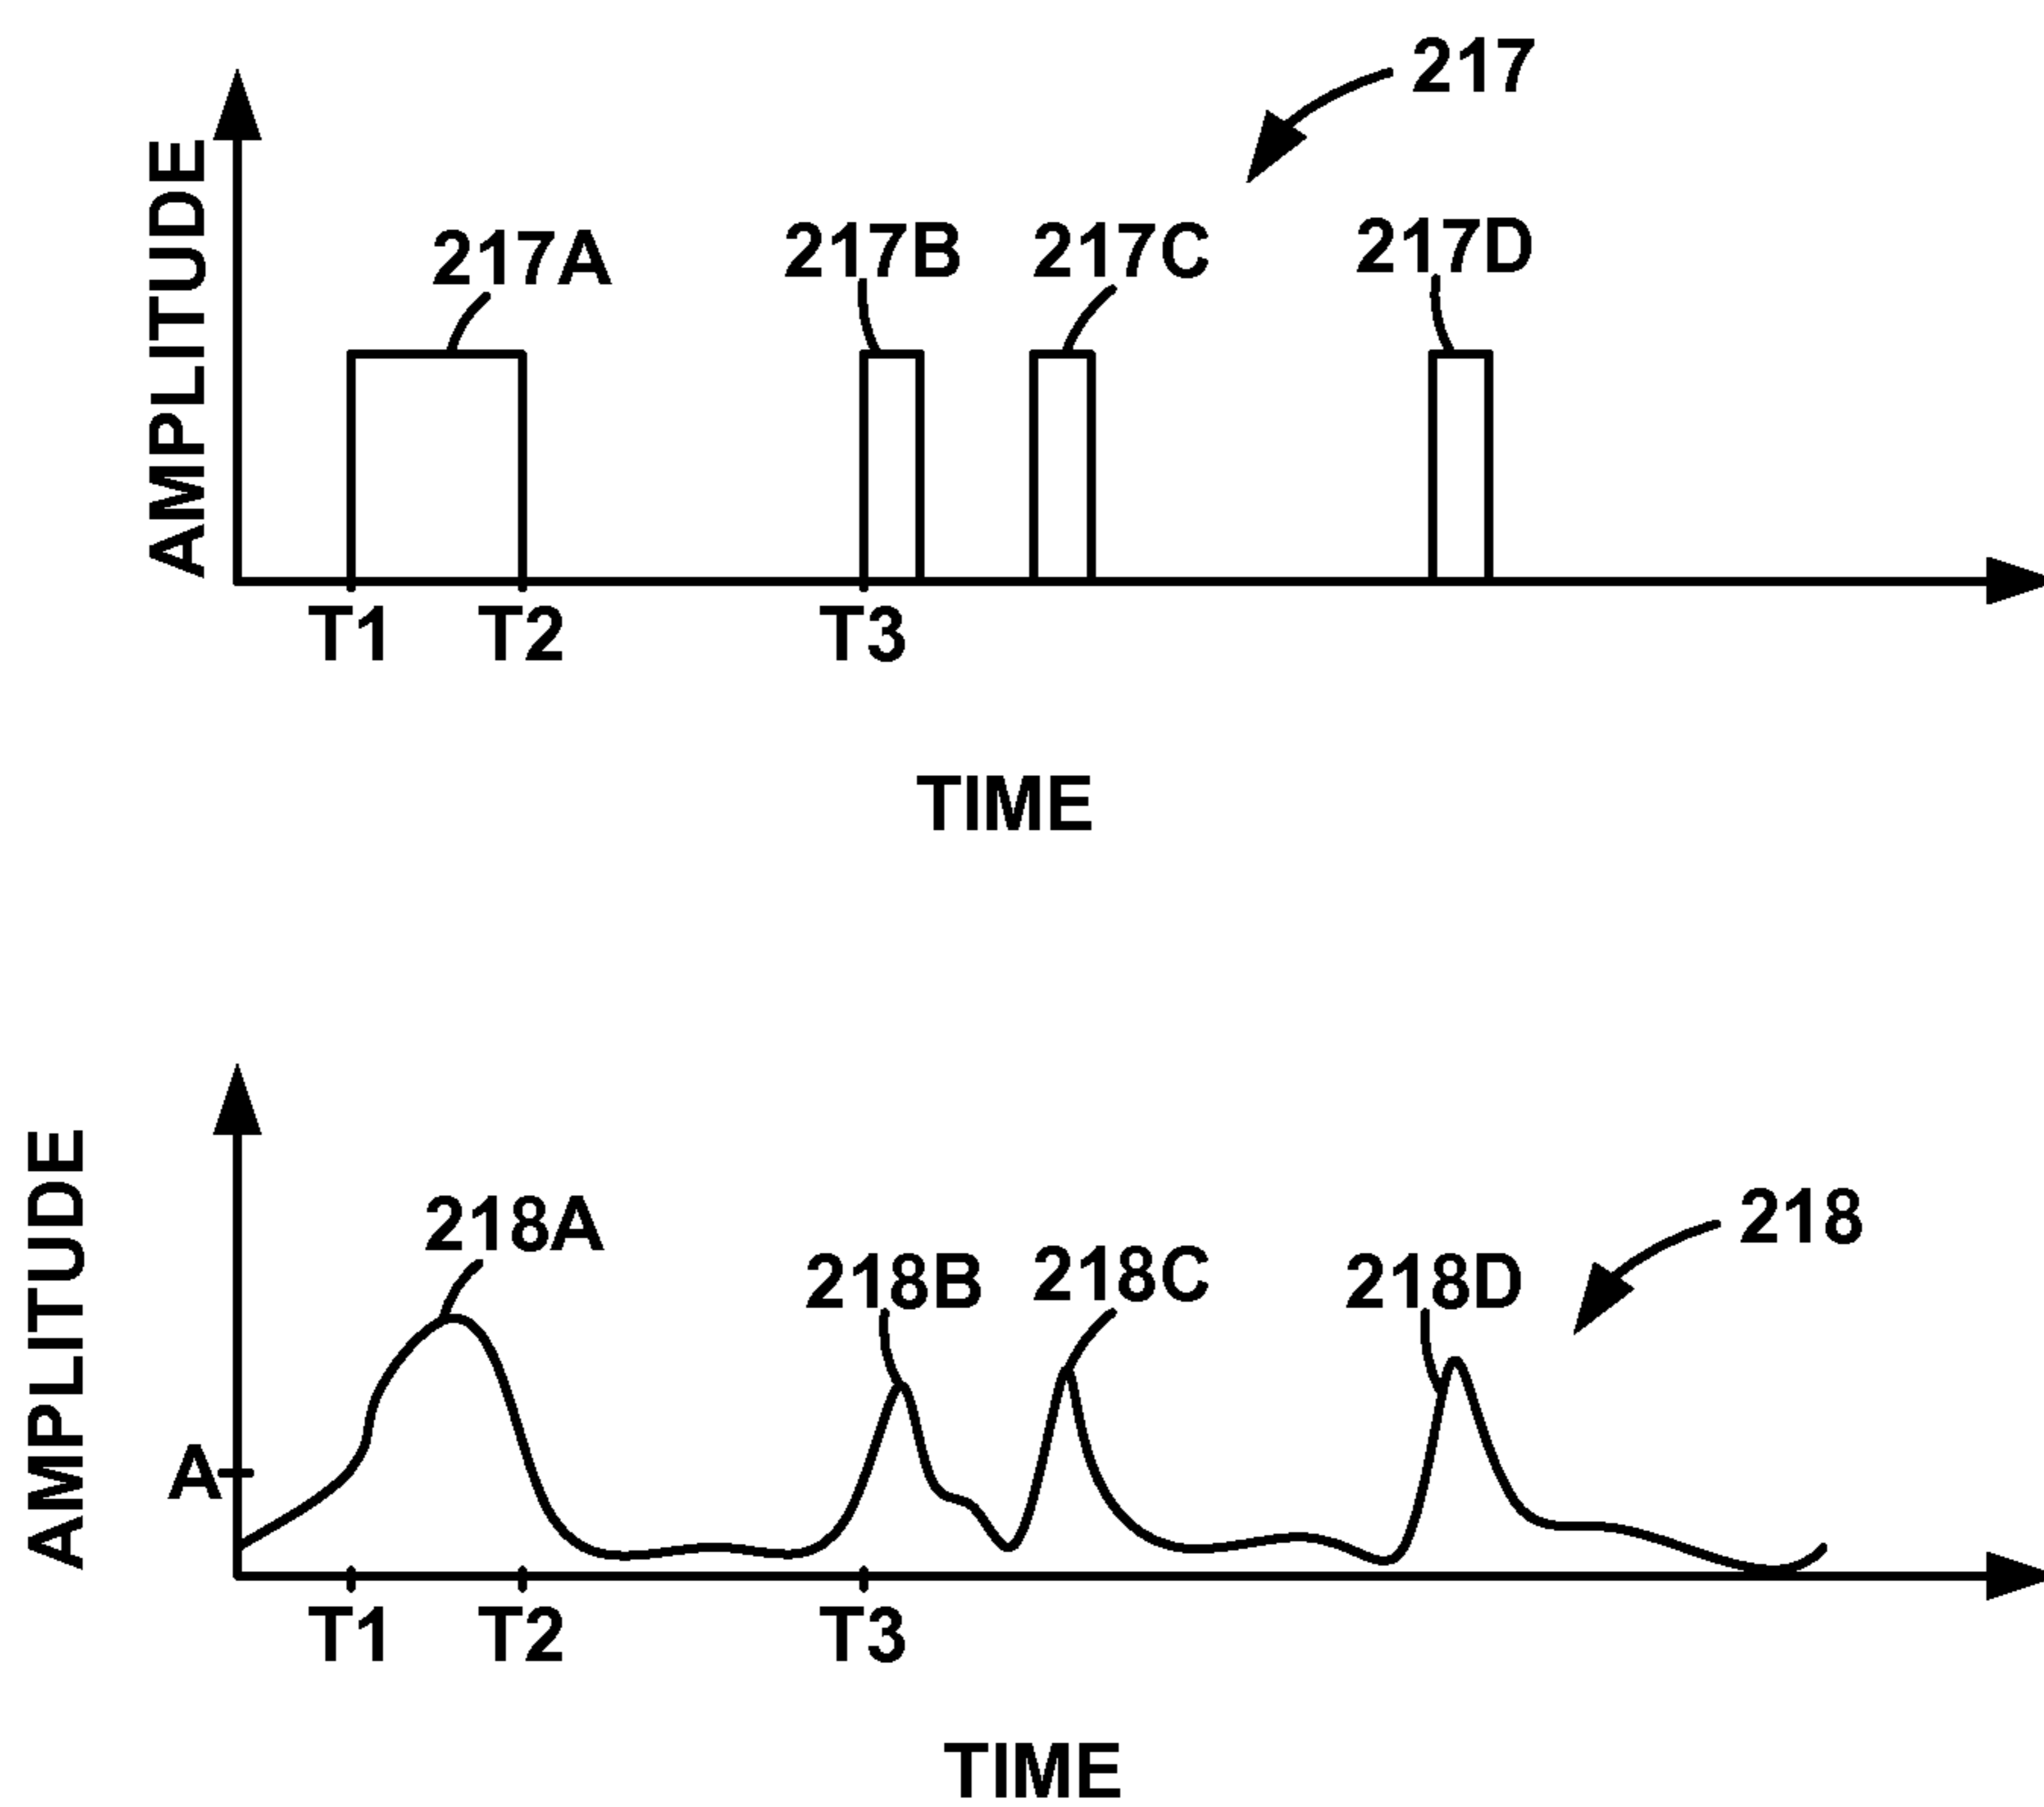 217
AMPLITUDE
217A
217B
217C
217D
T1
T2
T3
TIME
AMPLITUDE
218A
218B
218C
218D
218
A
T1
T2
T3
TIME